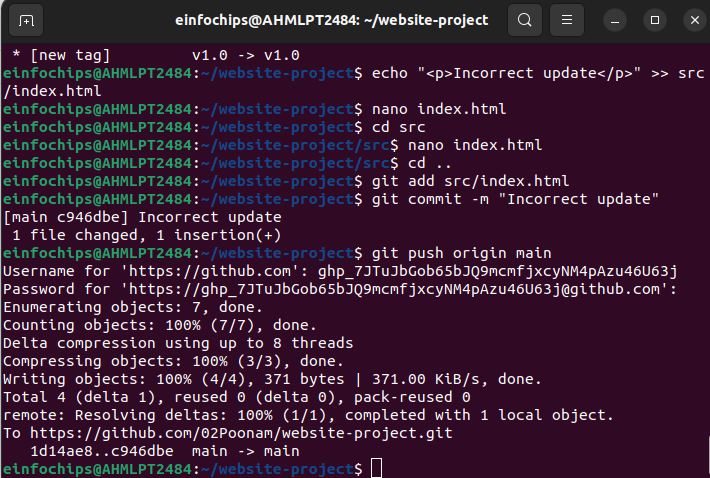 einfochips@AHMLPT2484: ~/website-project
* [new tag]         v1.0 -> v1.0
einfochips@AHMLPT2484:~/website-project$ echo "<p>Incorrect update</p>" >> src
/index.html
einfochips@AHMLPT2484:~/website-project$ nano index.html
einfochips@AHMLPT2484:~/website-project$ cd src
einfochips@AHMLPT2484:~/website-project/src$ nano index.html
einfochips@AHMLPT2484:~/website-project/src$ cd ..
einfochips@AHMLPT2484:~/website-project$ git add src/index.html
einfochips@AHMLPT2484:~/website-project$ git commit -m "Incorrect update"
[main c946dbe] Incorrect update
 1 file changed, 1 insertion(+)
einfochips@AHMLPT2484:~/website-project$ git push origin main
Username for 'https://github.com': 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
Password for 'https://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@github.com':
Enumerating objects: 7, done.
Counting objects: 100% (7/7), done.
Delta compression using up to 8 threads
Compressing objects: 100% (3/3), done.
Writing objects: 100% (4/4), 371 bytes | 371.00 KiB/s, done.
Total 4 (delta 1), reused 0 (delta 0), pack-reused 0
remote: Resolving deltas: 100% (1/1), completed with 1 local object.
To https://github.com/02Poonam/website-project.git
   1d14ae8..c946dbe  main -> main
einfochips@AHMLPT2484:~/website-project$